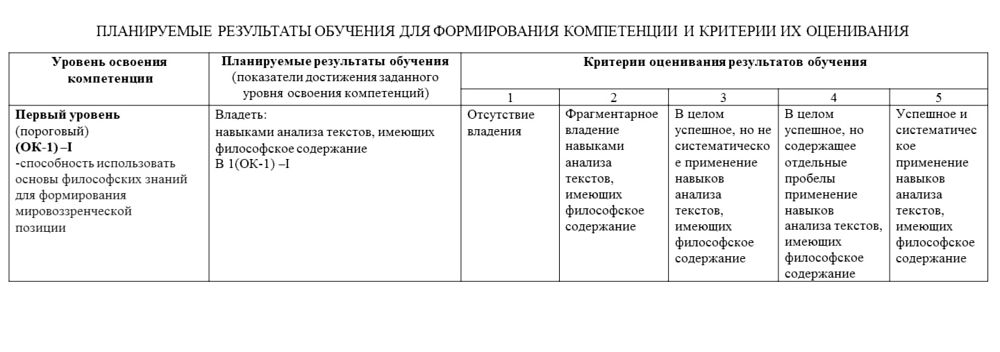 ПЛАНИРУЕМЫЕ РЕЗУЛЬТАТЫ ОБУЧЕНИЯ ДЛЯ ФОРМИРОВАНИЯ КОМПЕТЕНЦИИ И КРИТЕРИИ ИХ ОЦЕНИВАНИЯ
Уровень освоения
компетенции
Планируемые результаты обучения
(показатели достижения заданного
уровня освоения компетенций)
Критерии оценивания результатов обучения
1
2
3
4
5
Первый уровень
(пороговый)
(ОК-1) –I
-способность использовать
основы философских знаний
для формирования
мировоззренческой
позиции
Владеть:
навыками анализа текстов, имеющих
философское содержание
В 1(ОК-1) –I
Отсутствие
владения
Фрагментарное
владение
навыками
анализа
текстов,
имеющих
философское
содержание
В целом
успешное, но не
систематическо
е применение
навыков
анализа
текстов,
имеющих
философское
содержание
В целом
успешное, но
содержащее
отдельные
пробелы
применение
навыков
анализа текстов,
имеющих
философское
содержание
Успешное и
систематичес
кое
применение
навыков
анализа
текстов,
имеющих
философское
содержание